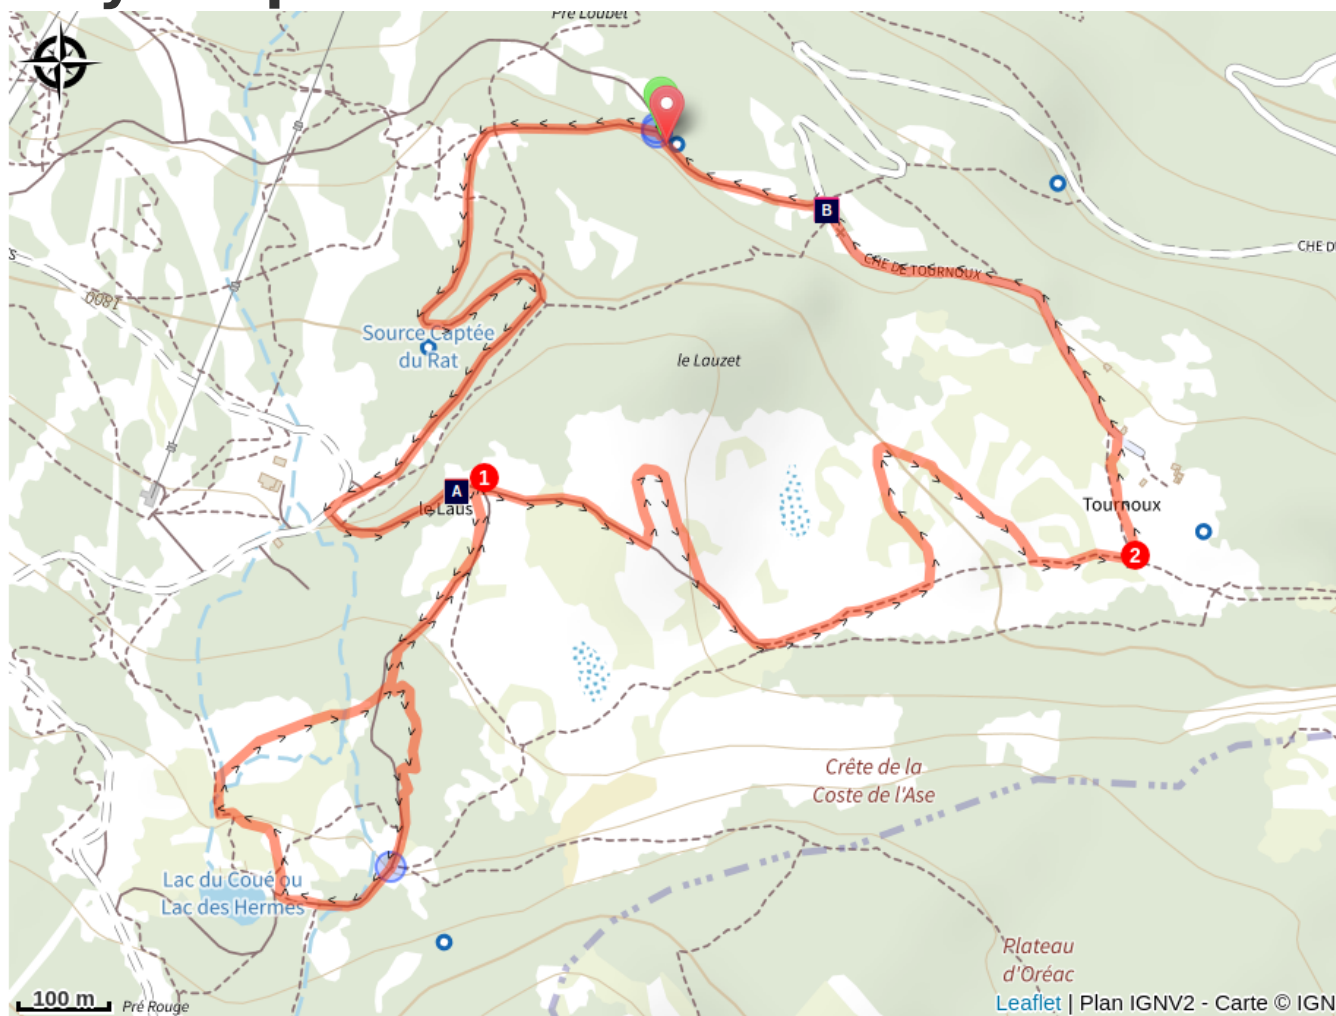 Pré Loubet
B
CHE D
CHE DE TOURNOUX
1800
Source Captée
du Rat
le Lauzet
1
A
le Laus
Tournoux
2
Crête de la
Coste de l'Ase
Lac du Coué ou
Lac des Hermes
Plateau
d'Oréac
100 m
Pré Rouge
Leaflet | Plan IGNV2 - Carte © IGN